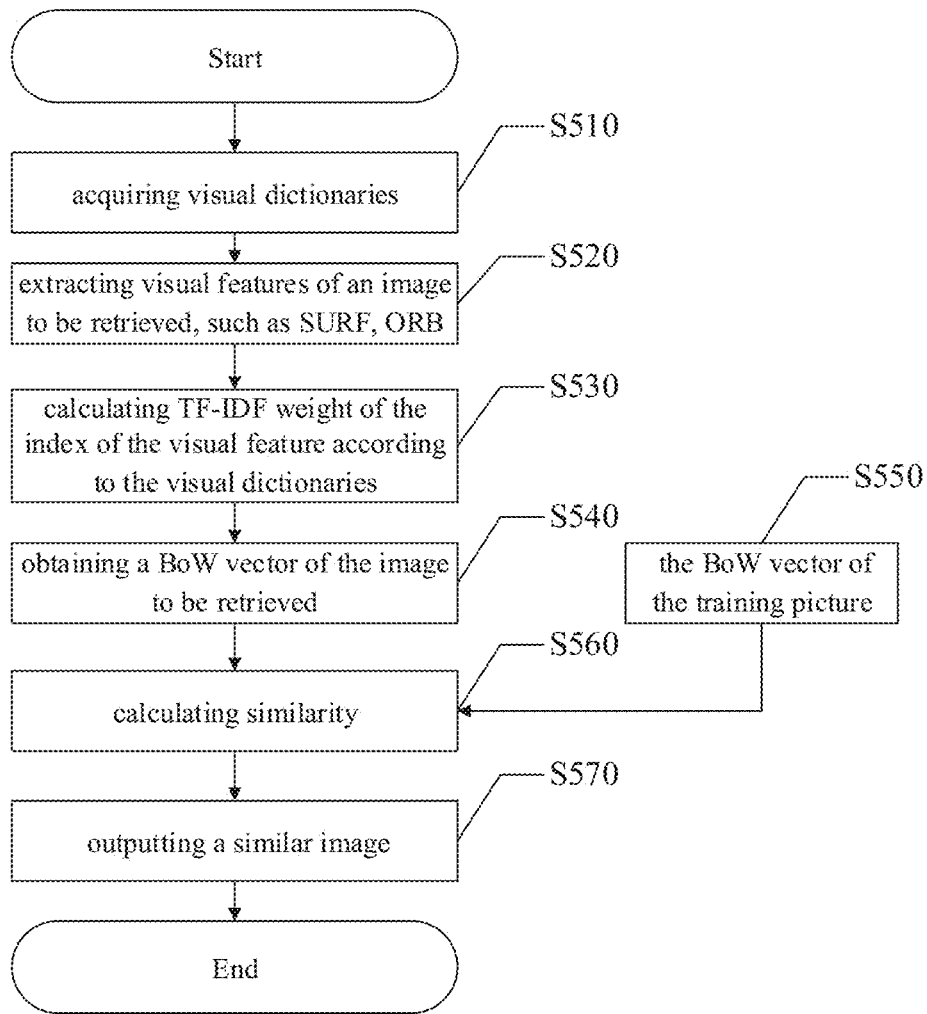 Start
S510
acquiring visual dictionaries
S520
extracting visual features of an image
to be retrieved, such as SURF, ORB
S530
calculating TF-IDF weight of the
index of the visual feature according
to the visual dictionaries
S540
obtaining a BoW vector of the image
to be retrieved
S550
the BoW vector of
the training picture
S560
calculating similarity
S570
outputting a similar image
End